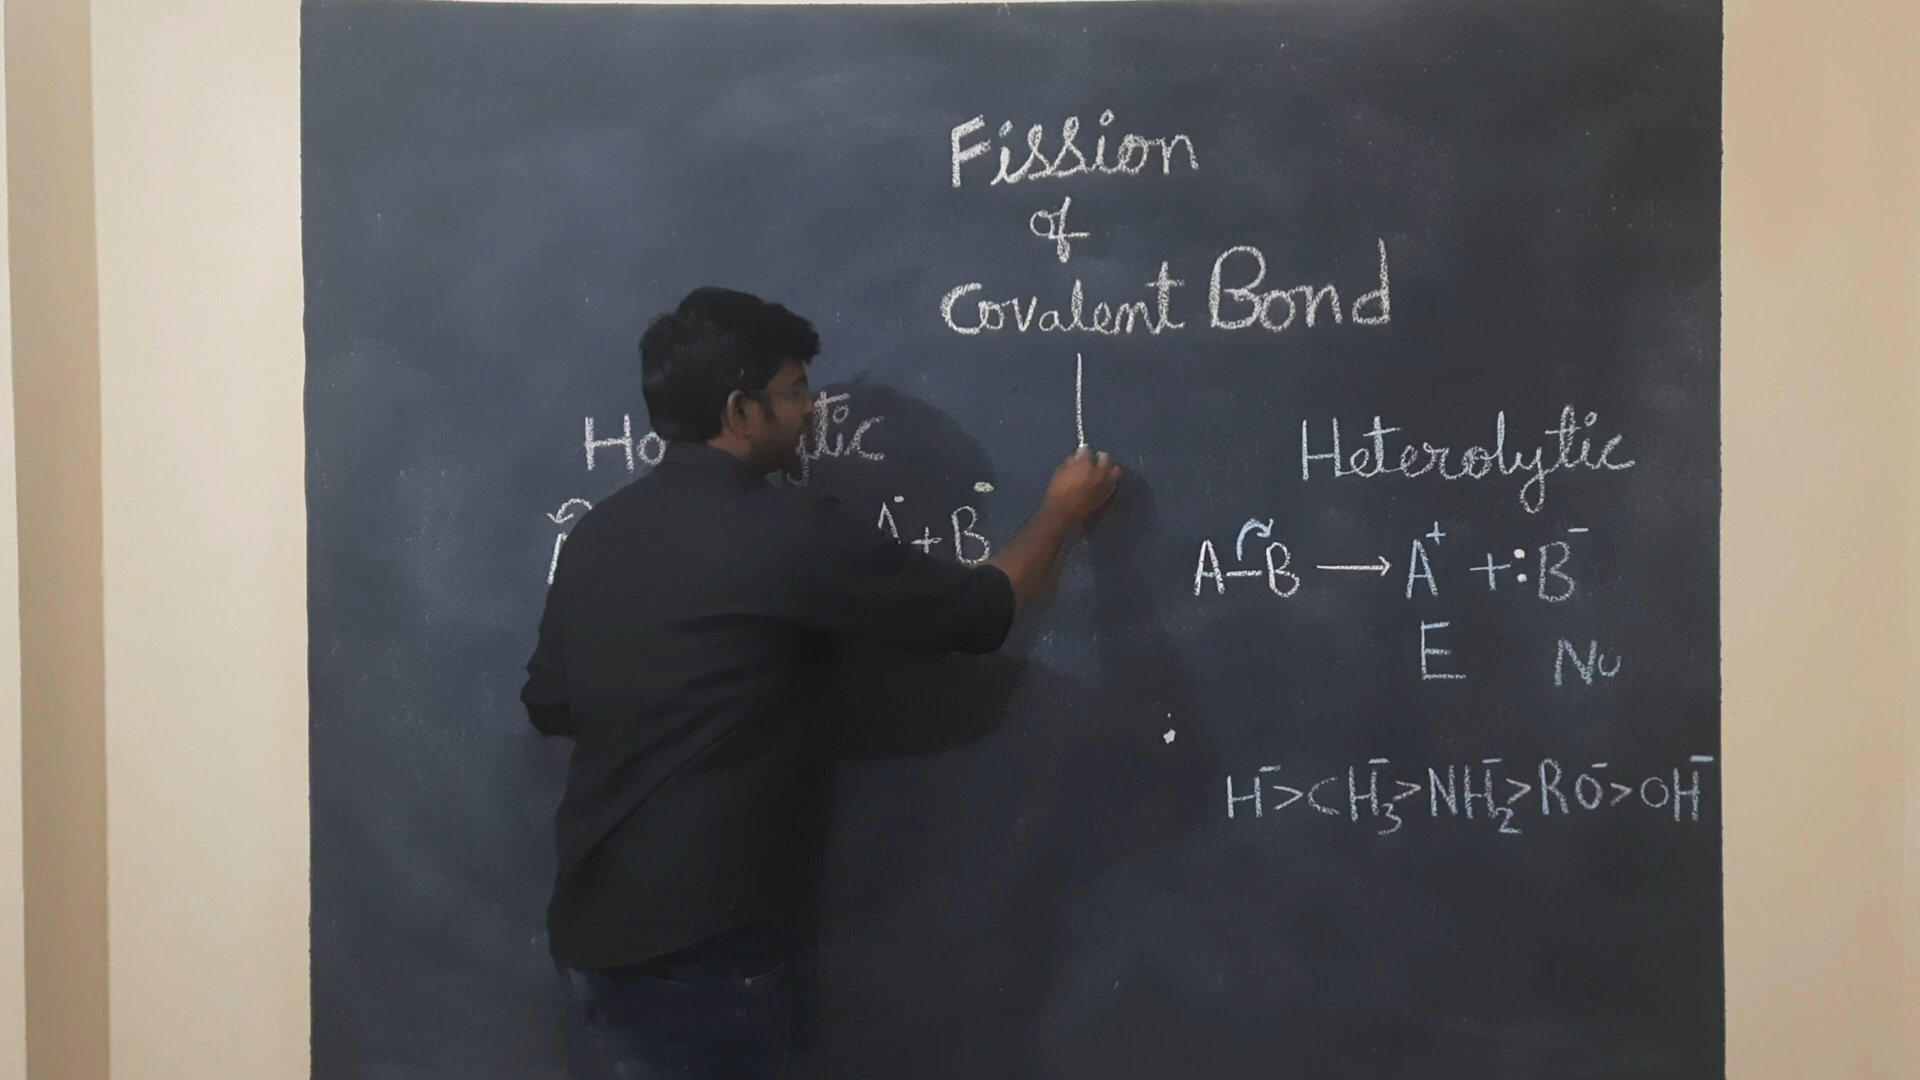 Fission
of
Covalent Bond
Heterolytic
A• + B•
A–B → A⁺ + :B⁻
E Nu
H⁻>CH₃⁻>NH₂⁻>RO⁻>OH⁻